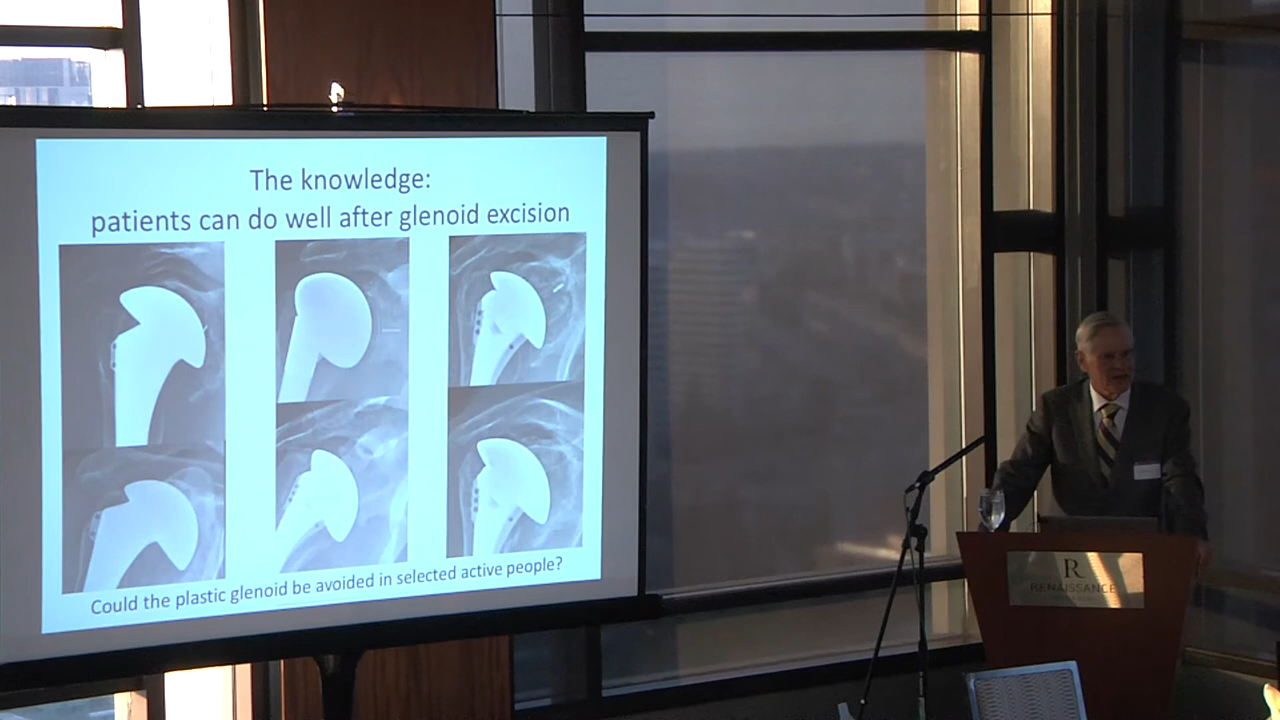 The knowledge:
patients can do well after glenoid excision
Could the plastic glenoid be avoided in selected active people?
R
RENAISSANCE